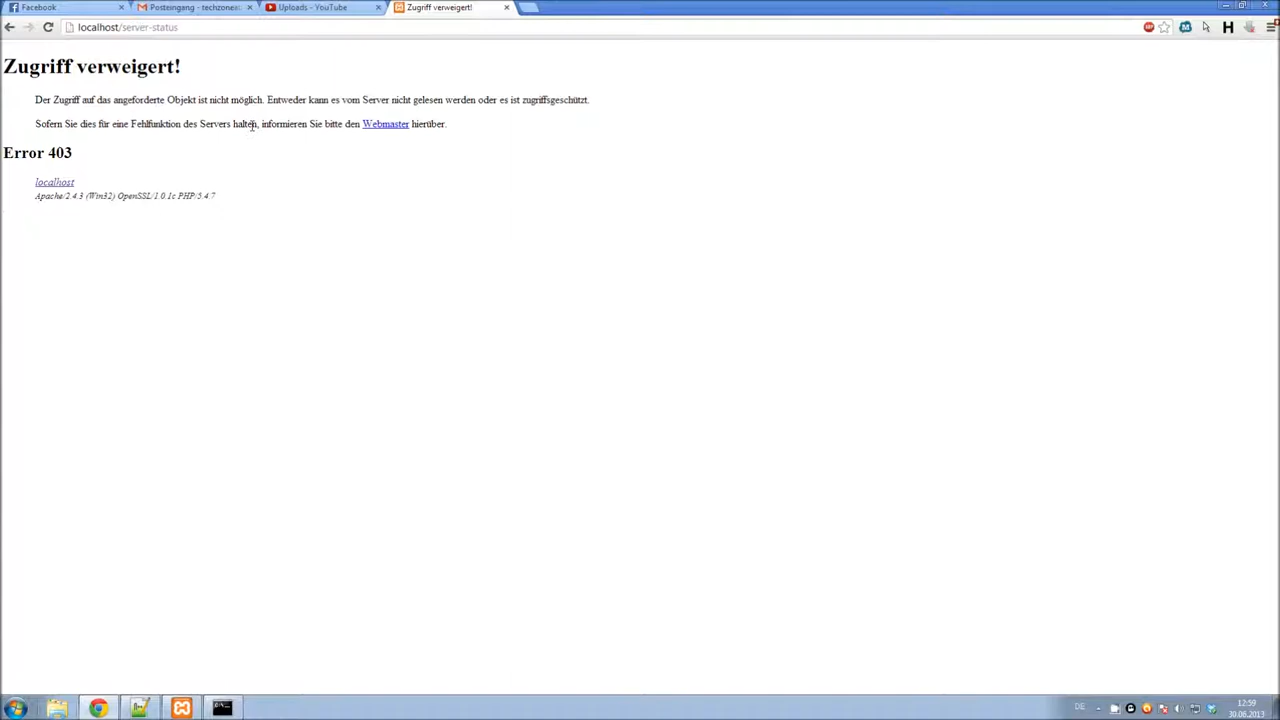 Facebook
Posteingang - techzonext
Uploads - YouTube
Zugriff verweigert!
localhost/server-status
ABP
M
H
Zugriff verweigert!
Der Zugriff auf das angeforderte Objekt ist nicht möglich. Entweder kann es vom Server nicht gelesen werden oder es ist zugriffsgeschützt.
Sofern Sie dies für eine Fehlfunktion des Servers halten, informieren Sie bitte den Webmaster hierüber.
Error 403
localhost
Apache/2.4.3 (Win32) OpenSSL/1.0.1c PHP/5.4.7
DE
12:59
30.06.2013